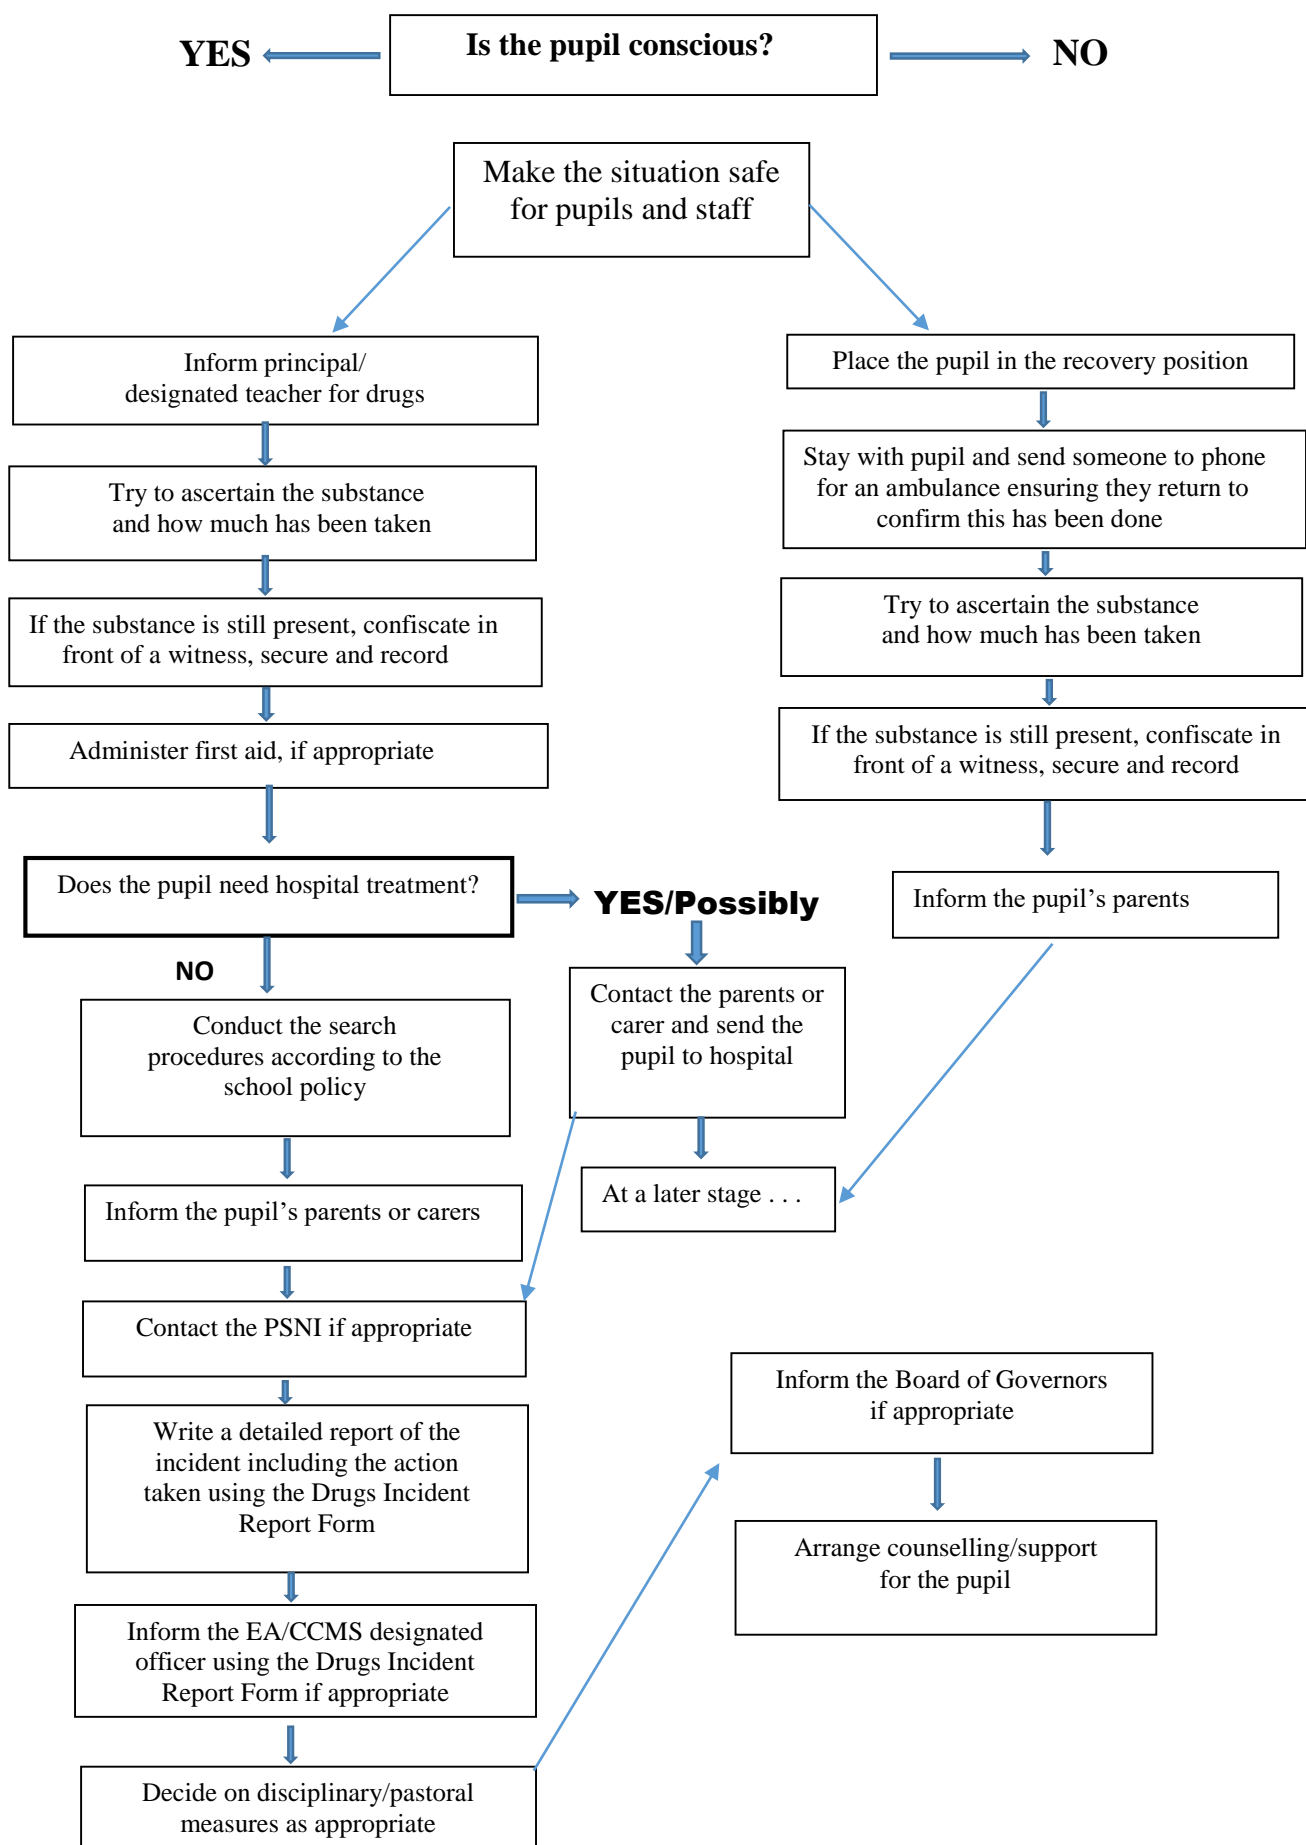 Is the pupil conscious?
YES
NO
Make the situation safe
for pupils and staff
Inform principal/
designated teacher for drugs
Try to ascertain the substance
and how much has been taken
If the substance is still present, confiscate in
front of a witness, secure and record
Administer first aid, if appropriate
Does the pupil need hospital treatment?
YES/Possibly
NO
Conduct the search
procedures according to the
school policy
Inform the pupil’s parents or carers
Contact the PSNI if appropriate
Write a detailed report of the
incident including the action
taken using the Drugs Incident
Report Form
Inform the EA/CCMS designated
officer using the Drugs Incident
Report Form if appropriate
Decide on disciplinary/pastoral
measures as appropriate
Contact the parents or
carer and send the
pupil to hospital
At a later stage . . .
Place the pupil in the recovery position
Stay with pupil and send someone to phone
for an ambulance ensuring they return to
confirm this has been done
Try to ascertain the substance
and how much has been taken
If the substance is still present, confiscate in
front of a witness, secure and record
Inform the pupil’s parents
Inform the Board of Governors
if appropriate
Arrange counselling/support
for the pupil